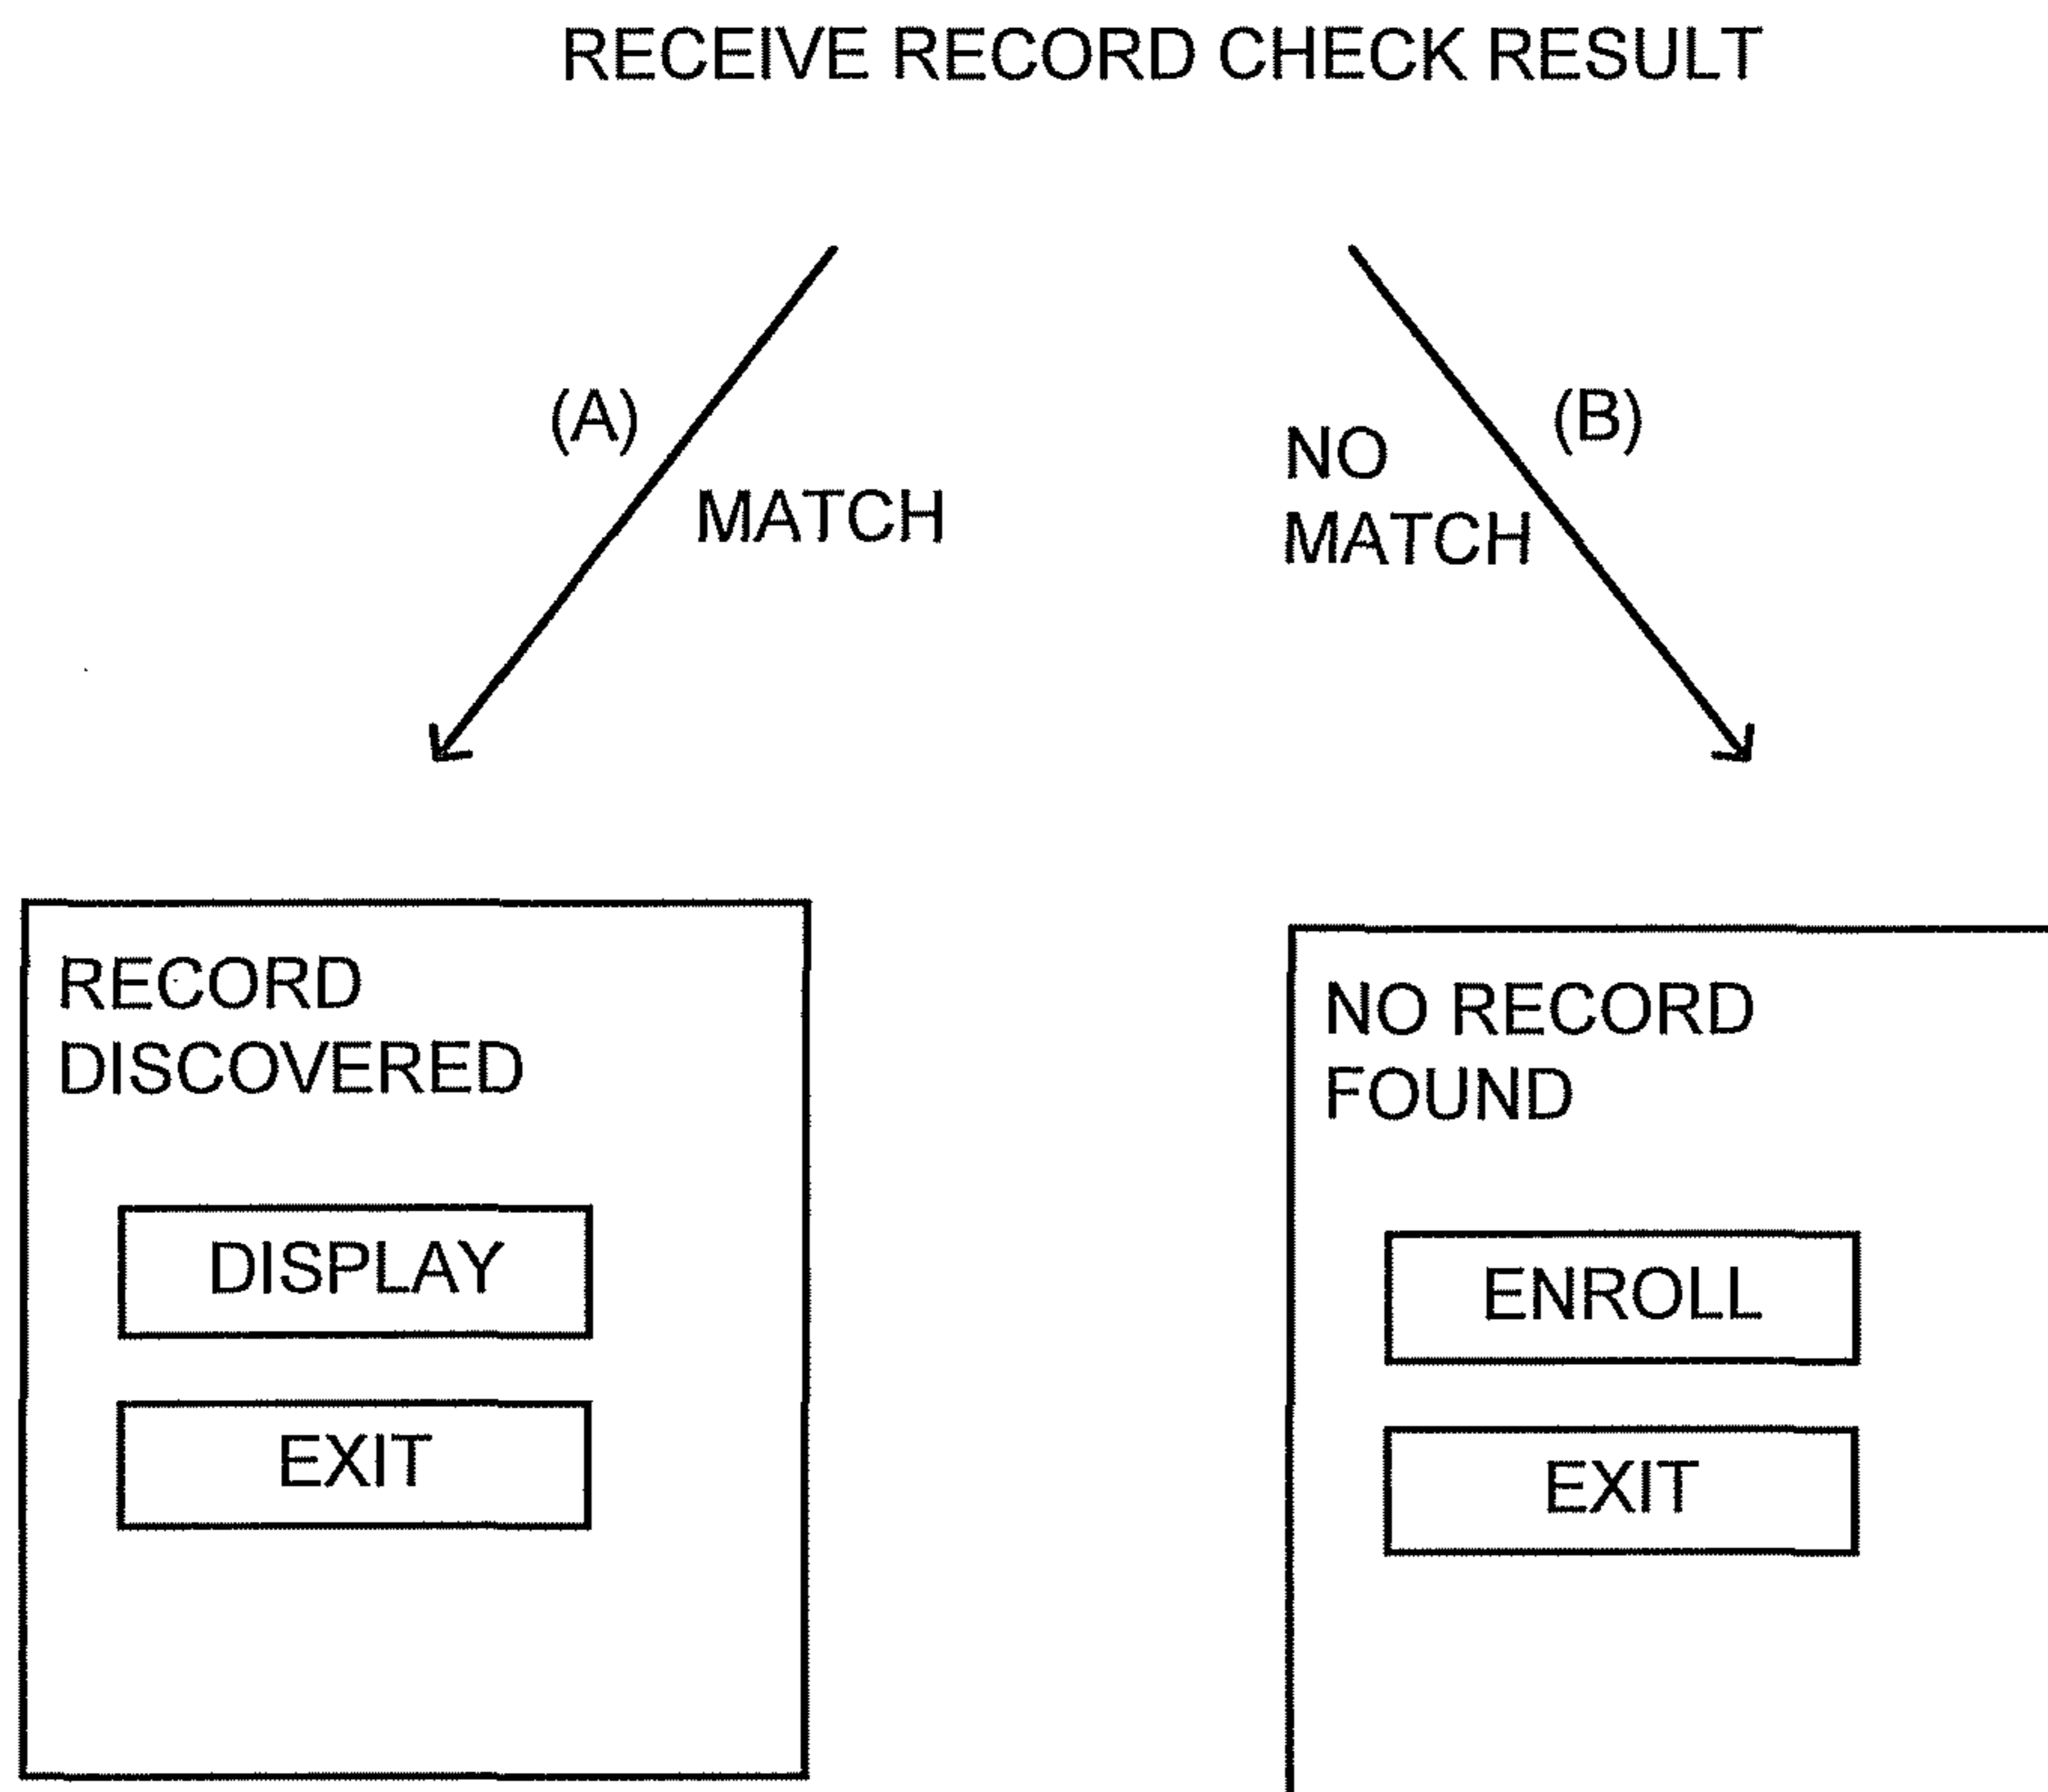 RECEIVE RECORD CHECK RESULT
(A)
MATCH
NO
MATCH
(B)
RECORD
DISCOVERED
DISPLAY
EXIT
NO RECORD
FOUND
ENROLL
EXIT